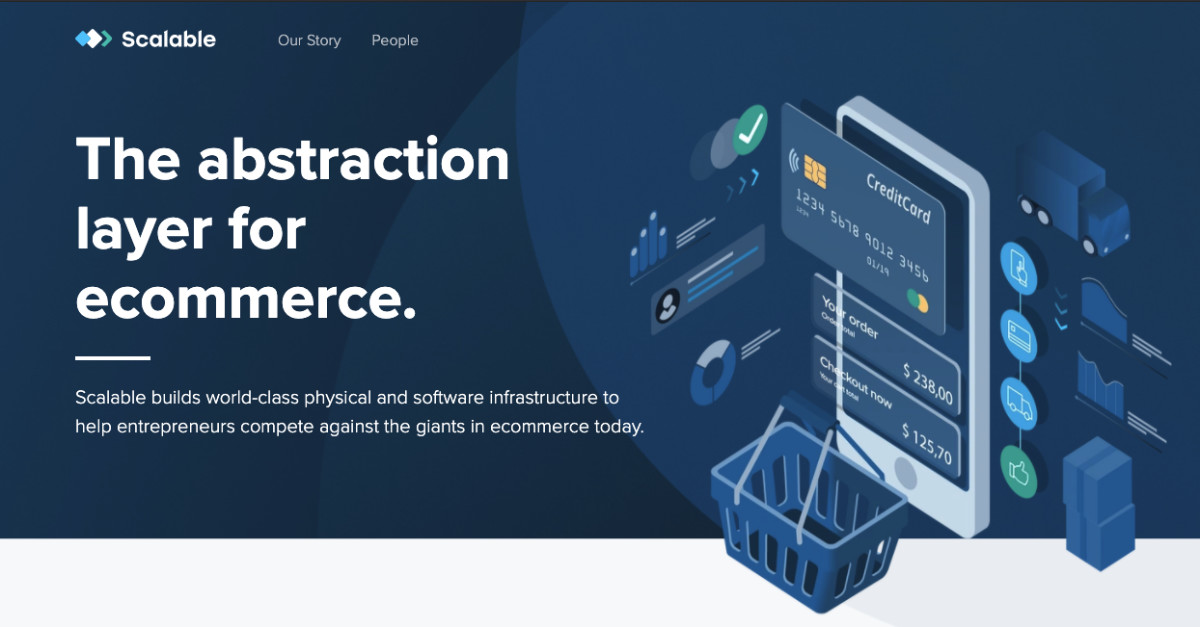 Scalable
Our Story
People
The abstraction
layer for
ecommerce.
Scalable builds world-class physical and software infrastructure to
help entrepreneurs compete against the giants in ecommerce today.
CreditCard
1234 5678 9012 3456
1234
01/19
Your order
Order total
$ 238,00
Checkout now
Your cart total
$ 125,70